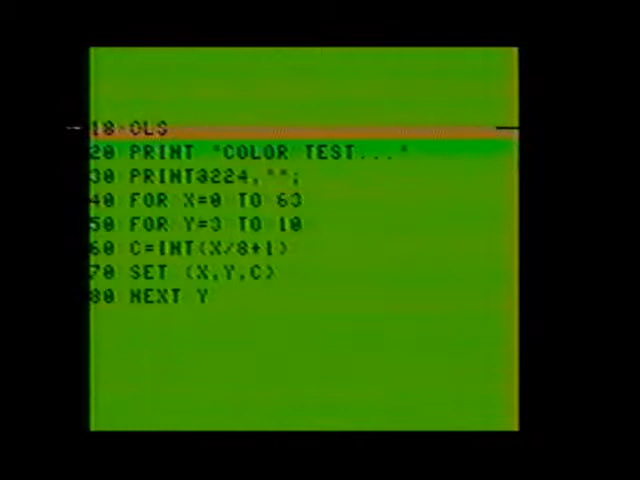 10 CLS
20 PRINT "COLOR TEST..."
30 PRINT@224,"";
40 FOR X=0 TO 63
50 FOR Y=3 TO 10
60 C=INT(X/8+1)
70 SET (X,Y,C)
80 NEXT Y